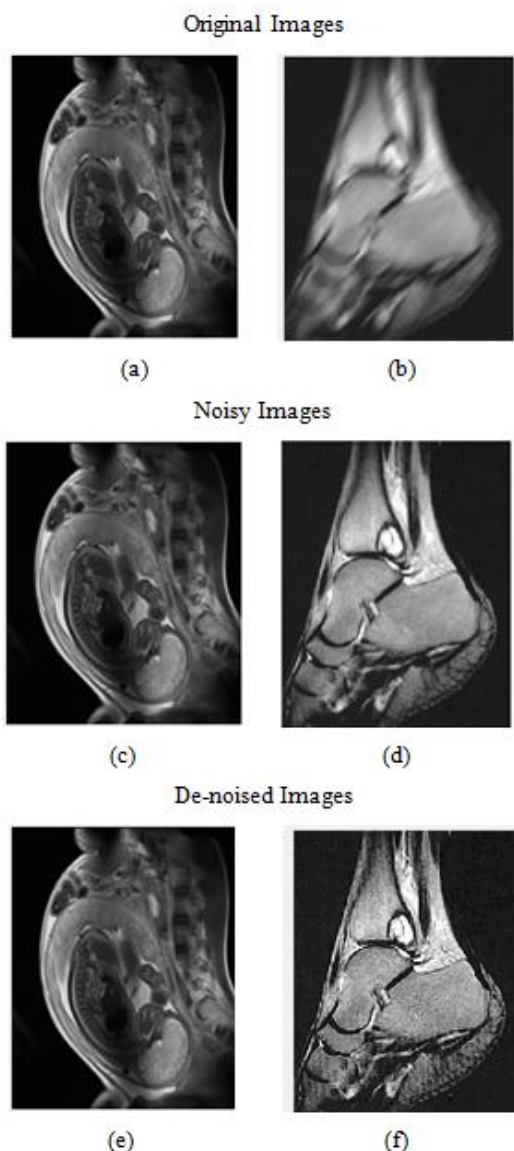 Original Images
(a) (b)
Noisy Images
(c) (d)
De-noised Images
(e) (f)